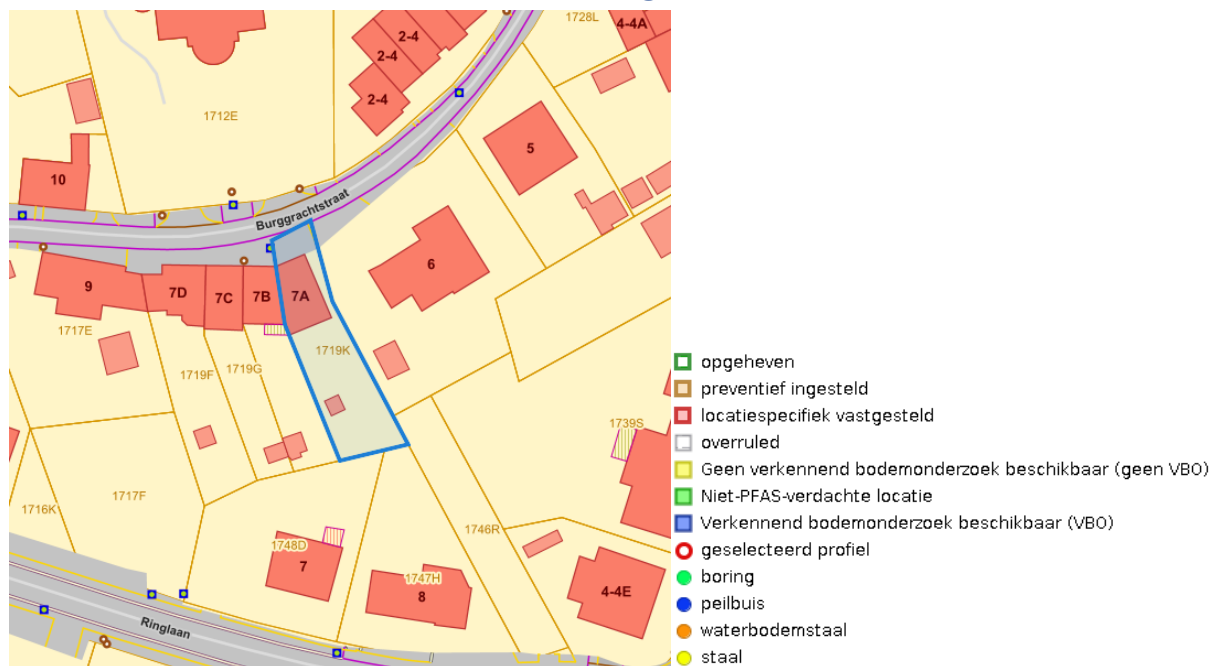 1728L
4-4A
2-4
2-4
2-4
1712E
5
10
Burggrachtstraat
6
9
7D
7C
7B
7A
1717E
1719K
1719F
1719G
1739S
1717F
1716K
1746R
1748D
7
1747H
8
4-4E
Ringlaan
opgeheven
preventief ingesteld
locatiespecifiek vastgesteld
overruled
Geen verkennend bodemonderzoek beschikbaar (geen VBO)
Niet-PFAS-verdachte locatie
Verkennend bodemonderzoek beschikbaar (VBO)
geselecteerd profiel
boring
peilbuis
waterbodemstaal
staal